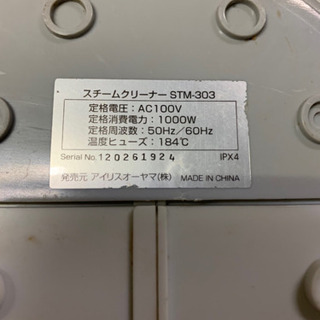 スチームクリーナー STM-303
定格電圧：AC100V
定格消費電力：1000W
定格周波数：50Hz／60Hz
温度ヒューズ：184℃
Serial No. 120261924 IPX4
発売元 アイリスオーヤマ(株) MADE IN CHINA